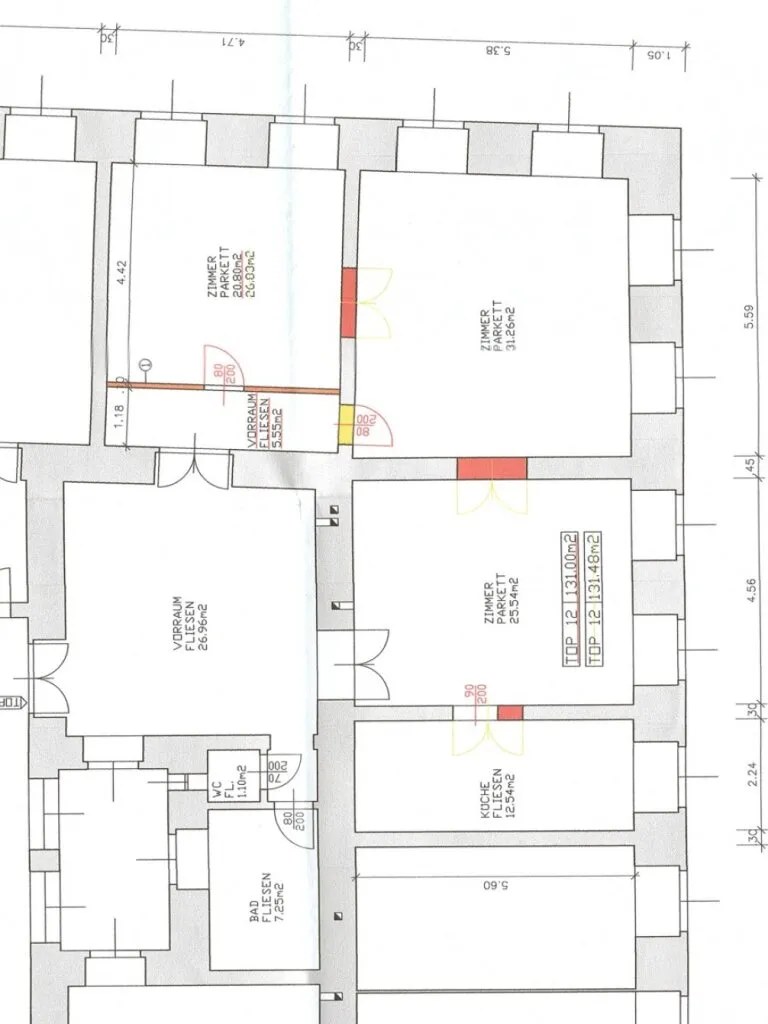 30
4.71
30
5.38
1.05
4.42
ZIMMER
PARKETT
20.80m2
26.03m2
ZIMMER
PARKETT
31.26m2
5.59
1
80
200
1.18
VORRAUM
FLIESEN
5.55m2
80
200
45
VORRAUM
FLIESEN
26.96m2
ZIMMER
PARKETT
25.54m2
TOP 12 131.00m2
TOP 12 131.48m2
4.56
TOP
90
200
30
WC
FL.
1.10m2
70
200
KÜCHE
FLIESEN
12.54m2
2.24
80
200
30
BAD
FLIESEN
7.25m2
5.60